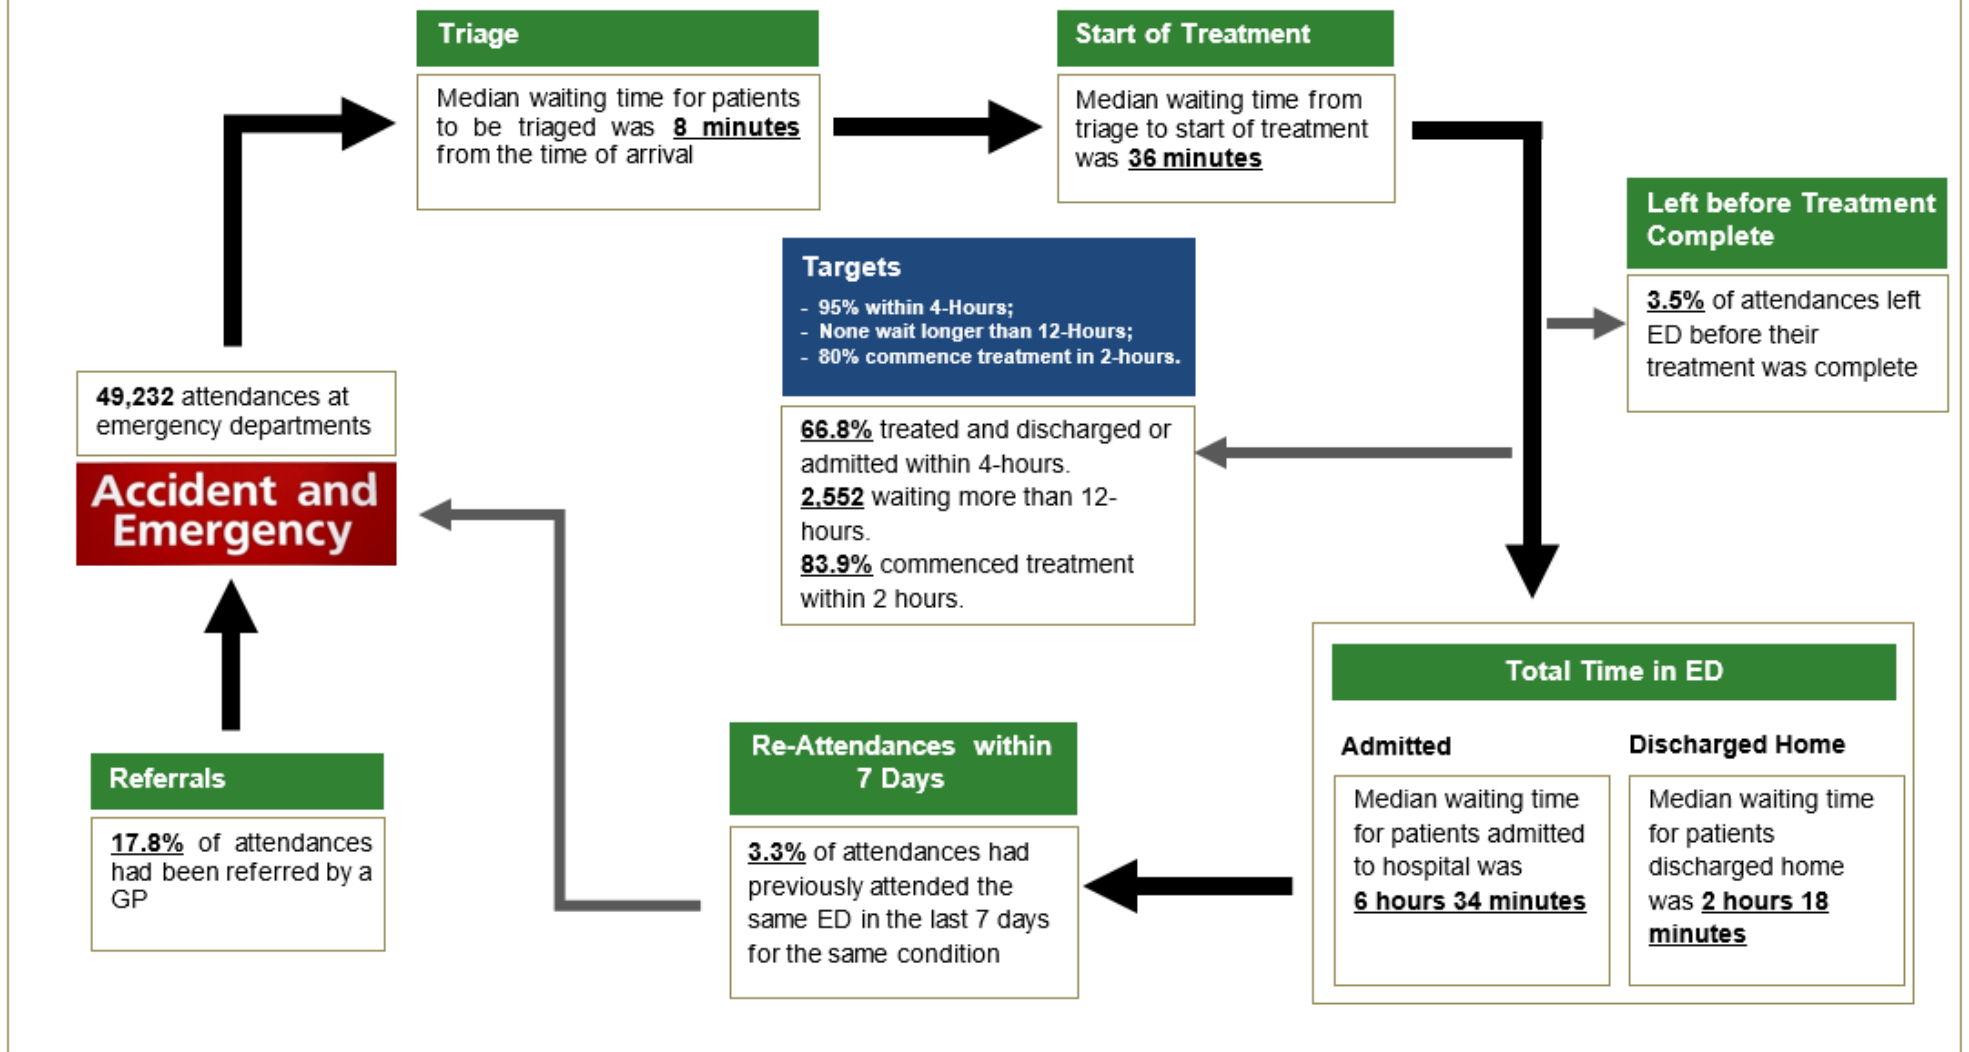 Triage
Median waiting time for patients
to be triaged was 8 minutes
from the time of arrival
Start of Treatment
Median waiting time from
triage to start of treatment
was 36 minutes
Left before Treatment
Complete
3.5% of attendances left
ED before their
treatment was complete
Targets
- 95% within 4-Hours;
- None wait longer than 12-Hours;
- 80% commence treatment in 2-hours.
66.8% treated and discharged or
admitted within 4-hours.
2,552 waiting more than 12-
hours.
83.9% commenced treatment
within 2 hours.
49,232 attendances at
emergency departments
Accident and
Emergency
Referrals
17.8% of attendances
had been referred by a
GP
Re-Attendances within
7 Days
3.3% of attendances had
previously attended the
same ED in the last 7 days
for the same condition
Total Time in ED
Admitted
Median waiting time
for patients admitted
to hospital was
6 hours 34 minutes
Discharged Home
Median waiting time
for patients
discharged home
was 2 hours 18
minutes